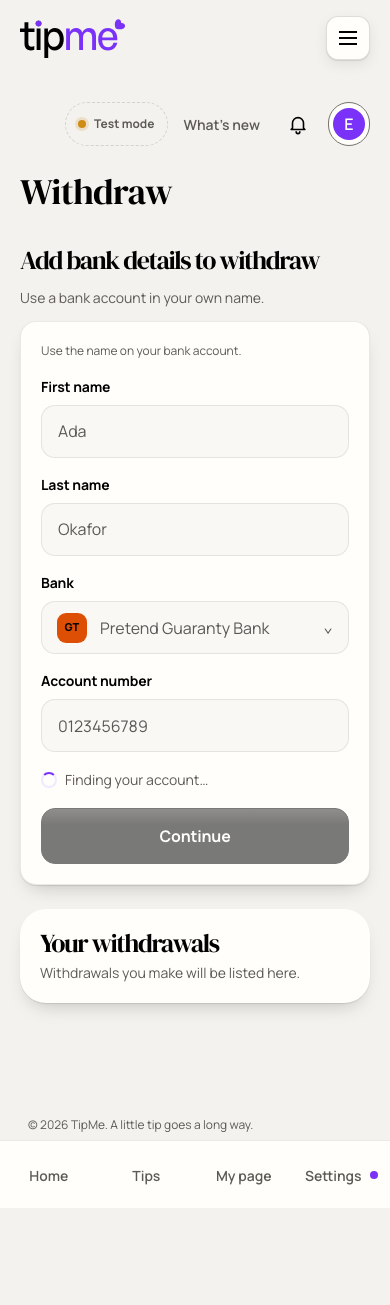 tipme
Test mode
What's new
E
Withdraw
Add bank details to withdraw
Use a bank account in your own name.
Use the name on your bank account.
First name
Ada
Last name
Okafor
Bank
GT Pretend Guaranty Bank
Account number
0123456789
Finding your account...
Continue
Your withdrawals
Withdrawals you make will be listed here.
© 2026 TipMe. A little tip goes a long way.
Home Tips My page Settings